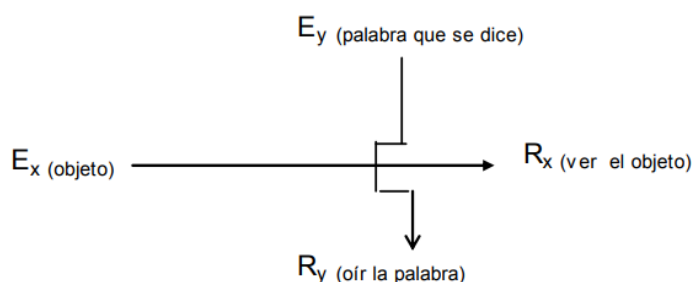 Ey (palabra que se dice)
Ex (objeto)
Rx (ver el objeto)
Ry (oír la palabra)